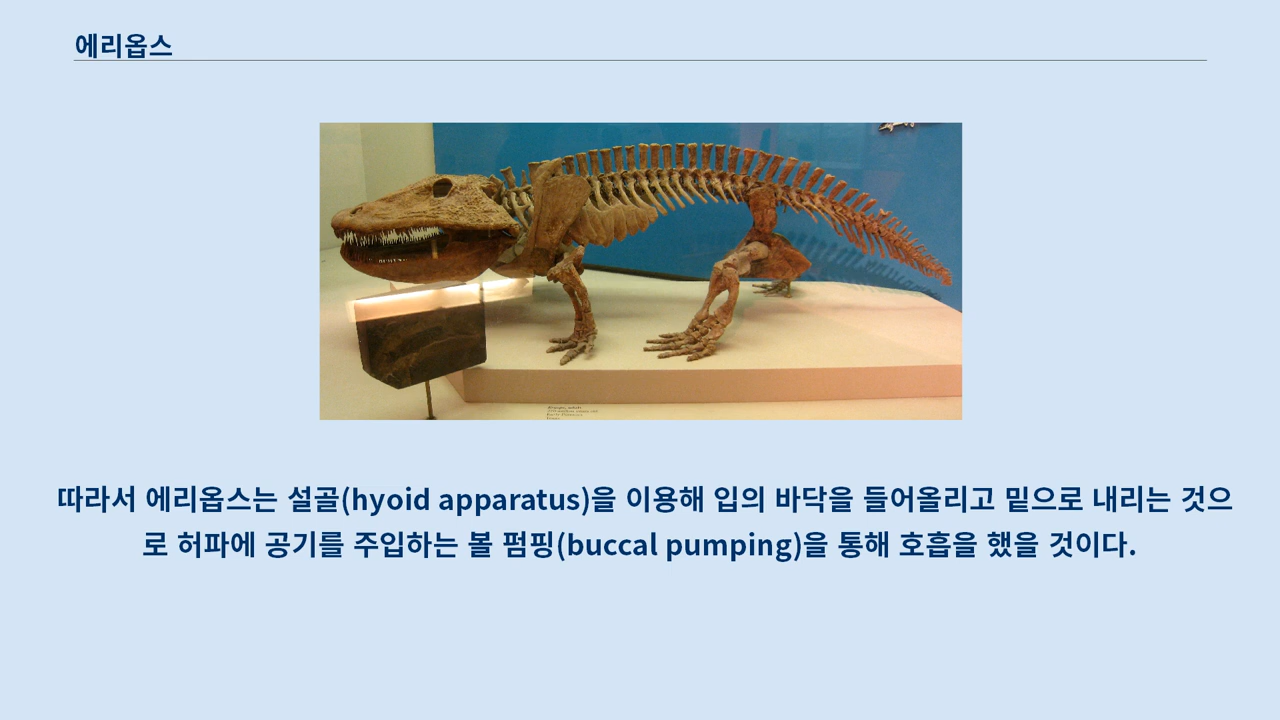 에리옵스
따라서 에리옵스는 설골(hyoid apparatus)을 이용해 입의 바닥을 들어올리고 밑으로 내리는 것으
로 허파에 공기를 주입하는 볼 펌핑(buccal pumping)을 통해 호흡을 했을 것이다.